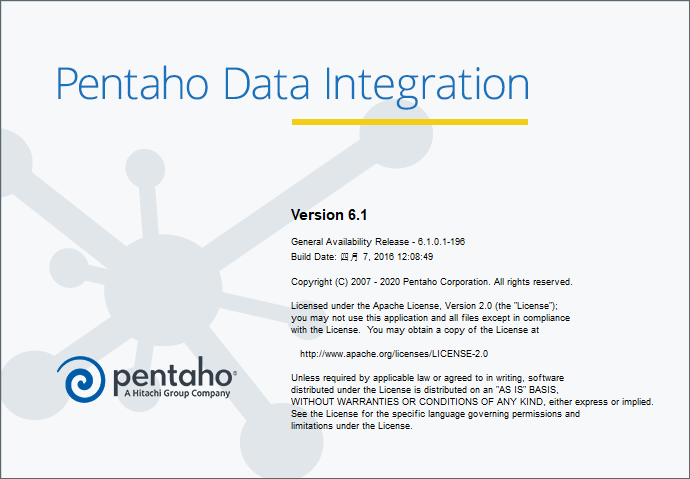 Pentaho Data Integration
Version 6.1
General Availability Release - 6.1.0.1-196
Build Date: 四月 7, 2016 12:08:49
Copyright (C) 2007 - 2020 Pentaho Corporation. All rights reserved.
Licensed under the Apache License, Version 2.0 (the "License");
you may not use this application and all files except in compliance
with the License.  You may obtain a copy of the License at
http://www.apache.org/licenses/LICENSE-2.0
Unless required by applicable law or agreed to in writing, software
distributed under the License is distributed on an "AS IS" BASIS,
WITHOUT WARRANTIES OR CONDITIONS OF ANY KIND, either express or implied.
See the License for the specific language governing permissions and
limitations under the License.
pentaho®
A Hitachi Group Company